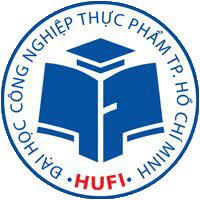 ĐẠI HỌC CÔNG NGHIỆP THỰC PHẨM TP. HỒ CHÍ MINH
• HUFI •